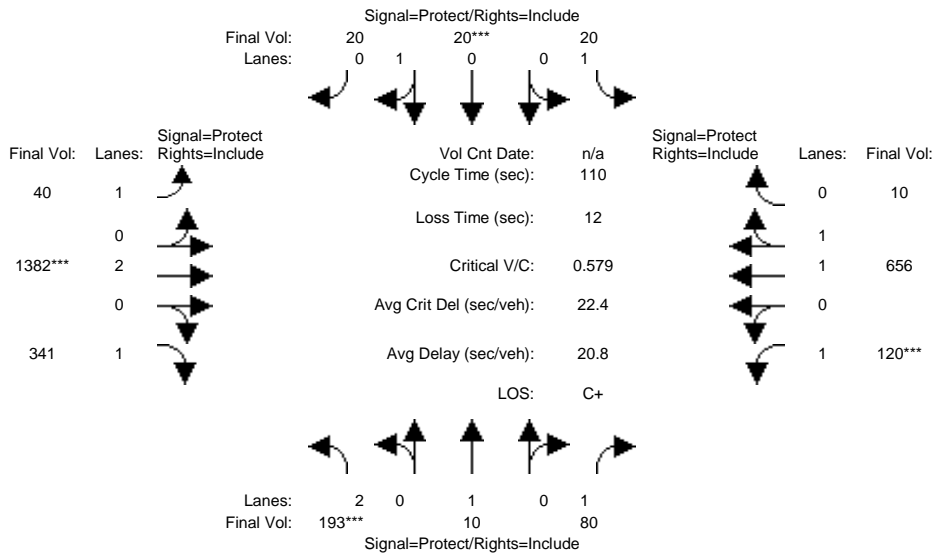 Signal=Protect/Rights=Include
Final Vol: 20 20*** 20
Lanes: 0 1 0 0 1
Signal=Protect Signal=Protect
Final Vol: Lanes: Rights=Include Vol Cnt Date: n/a Rights=Include Lanes: Final Vol:
Cycle Time (sec): 110
40 1 0 10
Loss Time (sec): 12
0 1
1382*** 2 Critical V/C: 0.579 1 656
0 Avg Crit Del (sec/veh): 22.4 0
341 1 Avg Delay (sec/veh): 20.8 1 120***
LOS: C+
Lanes: 2 0 1 0 1
Final Vol: 193*** 10 80
Signal=Protect/Rights=Include